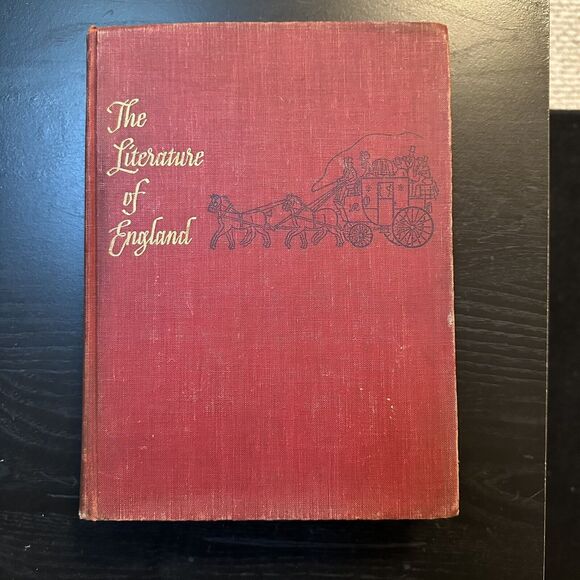 The
Literature
of
England